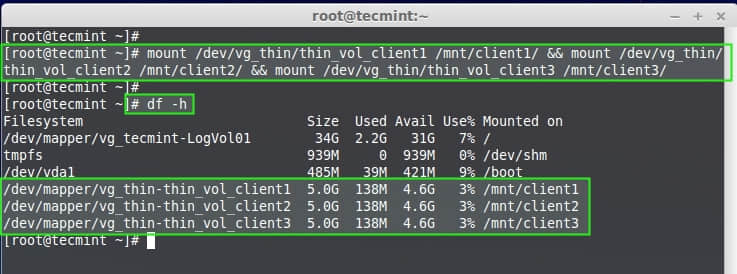 root@tecmint:~
[root@tecmint ~]#
[root@tecmint ~]# mount /dev/vg_thin/thin_vol_client1 /mnt/client1/ && mount /dev/vg_thin/
thin_vol_client2 /mnt/client2/ && mount /dev/vg_thin/thin_vol_client3 /mnt/client3/
[root@tecmint ~]#
[root@tecmint ~]# df -h
Filesystem Size Used Avail Use% Mounted on
/dev/mapper/vg_tecmint-LogVol01 34G 2.2G 31G 7% /
tmpfs 939M 0 939M 0% /dev/shm
/dev/vda1 485M 39M 421M 9% /boot
/dev/mapper/vg_thin-thin_vol_client1 5.0G 138M 4.6G 3% /mnt/client1
/dev/mapper/vg_thin-thin_vol_client2 5.0G 138M 4.6G 3% /mnt/client2
/dev/mapper/vg_thin-thin_vol_client3 5.0G 138M 4.6G 3% /mnt/client3
[root@tecmint ~]#